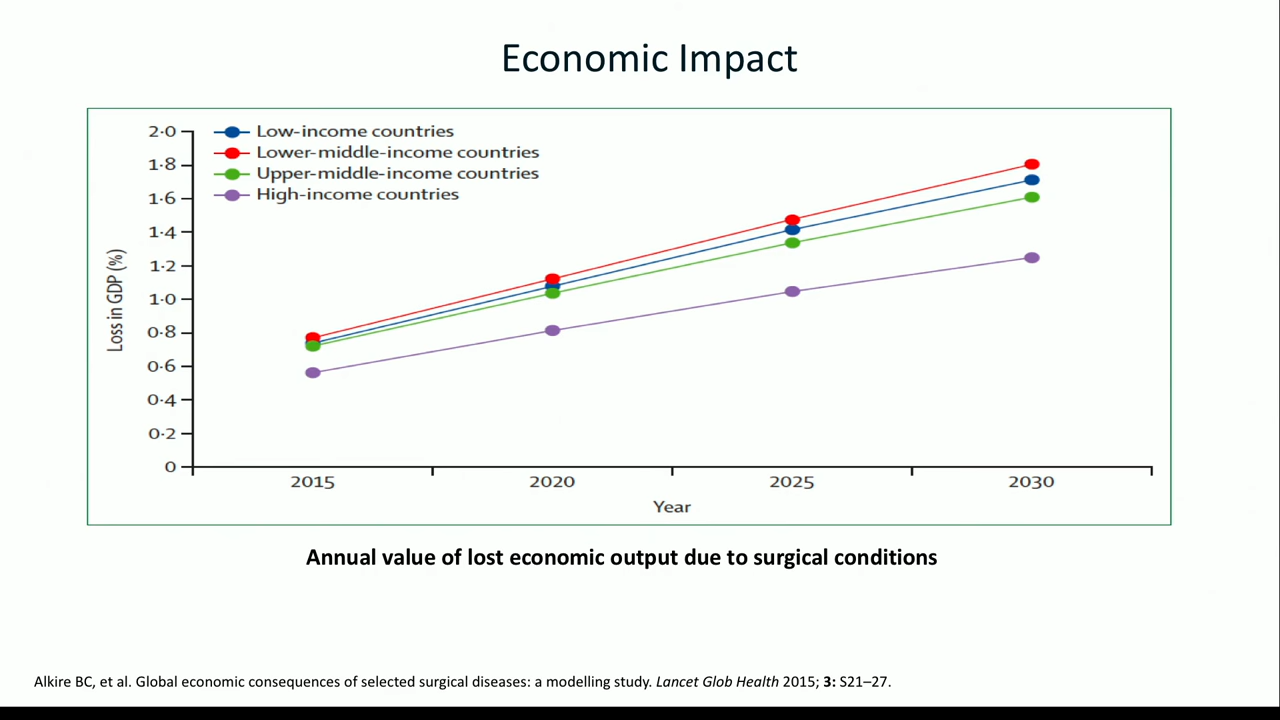 Economic Impact
2·0
1·8
1·6
1·4
1·2
1·0
0·8
0·6
0·4
0·2
0
Loss in GDP (%)
Low-income countries
Lower-middle-income countries
Upper-middle-income countries
High-income countries
2015 2020 2025 2030
Year
Annual value of lost economic output due to surgical conditions
Alkire BC, et al. Global economic consequences of selected surgical diseases: a modelling study. Lancet Glob Health 2015; 3: S21–27.